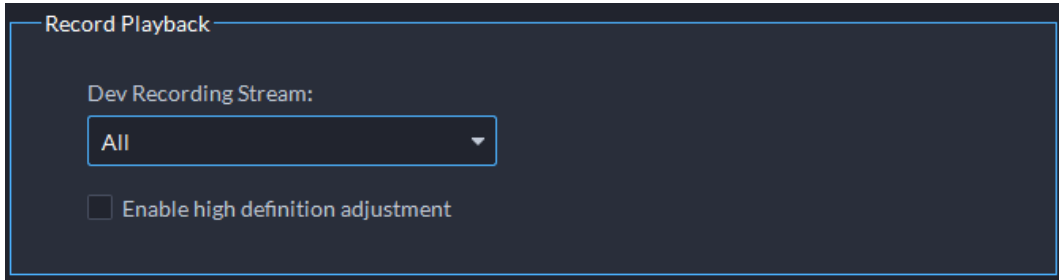 Record Playback
Dev Recording Stream:
All
Enable high definition adjustment